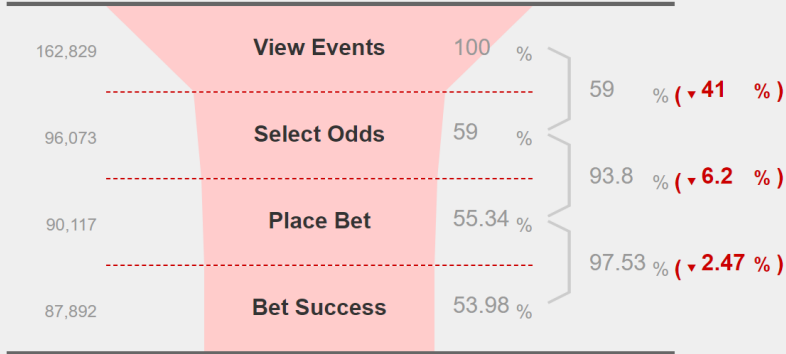 162,829 View Events 100 %
59 % (▼41 %)
96,073 Select Odds 59 %
93.8 % (▼6.2 %)
90,117 Place Bet 55.34 %
97.53 % (▼2.47 %)
87,892 Bet Success 53.98 %